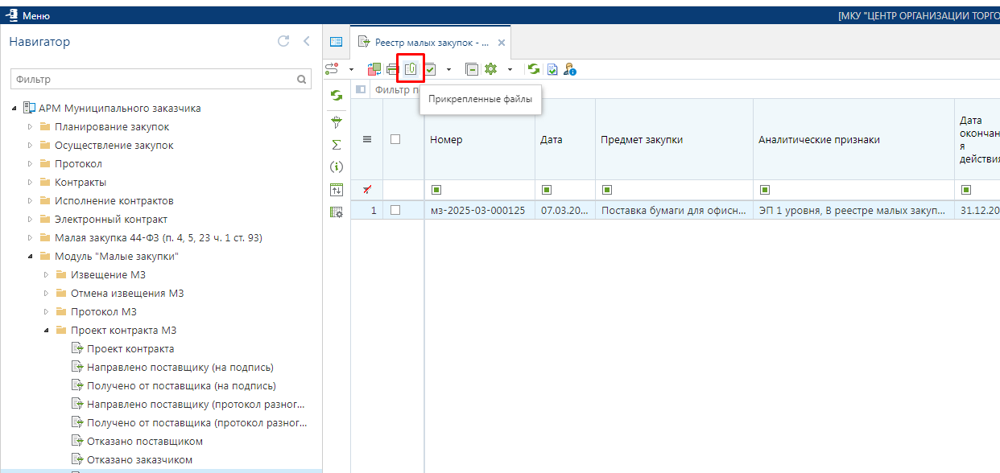 Меню
[МКУ "ЦЕНТР ОРГАНИЗАЦИИ ТОРГО
Навигатор
Фильтр
АРМ Муниципального заказчика
Планирование закупок
Осуществление закупок
Протокол
Контракты
Исполнение контрактов
Электронный контракт
Малая закупка 44-ФЗ (п. 4, 5, 23 ч. 1 ст. 93)
Модуль "Малые закупки"
Извещение МЗ
Отмена извещения МЗ
Протокол МЗ
Проект контракта МЗ
Проект контракта
Направлено поставщику (на подпись)
Получено от поставщика (на подпись)
Направлено поставщику (протокол разног...
Получено от поставщика (протокол разног...
Отказано поставщиком
Отказано заказчиком
Реестр малых закупок - ...
Фильтр п
Прикрепленные файлы
Номер
Дата
Предмет закупки
Аналитические признаки
Дата
окончан
я
действия
1
мз-2025-03-000125
07.03.20...
Поставка бумаги для офисн...
ЭП 1 уровня, В реестре малых закуп...
31.12.20